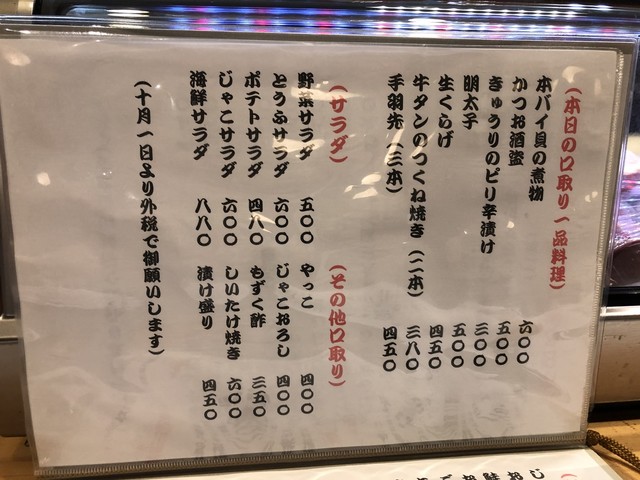 (本日の口取り一品料理)
本バイ貝の煮物 六〇〇
かつお酒盗 五〇〇
きゅうりのピリ辛漬け 三〇〇
明太子 五〇〇
生くらげ 四五〇
牛タンのつくね焼き(二本) 三八〇
手羽先(三本) 四五〇
(サラダ)
野菜サラダ 五〇〇
とうふサラダ 六〇〇
ポテトサラダ 四八〇
じゃこサラダ 六〇〇
海鮮サラダ 八八〇
(その他口取り)
やっこ 四〇〇
じゃこおろし 四〇〇
もずく酢 三五〇
しいたけ焼き 六〇〇
漬け盛り 四五〇
(十月一日より外税で御願いします)